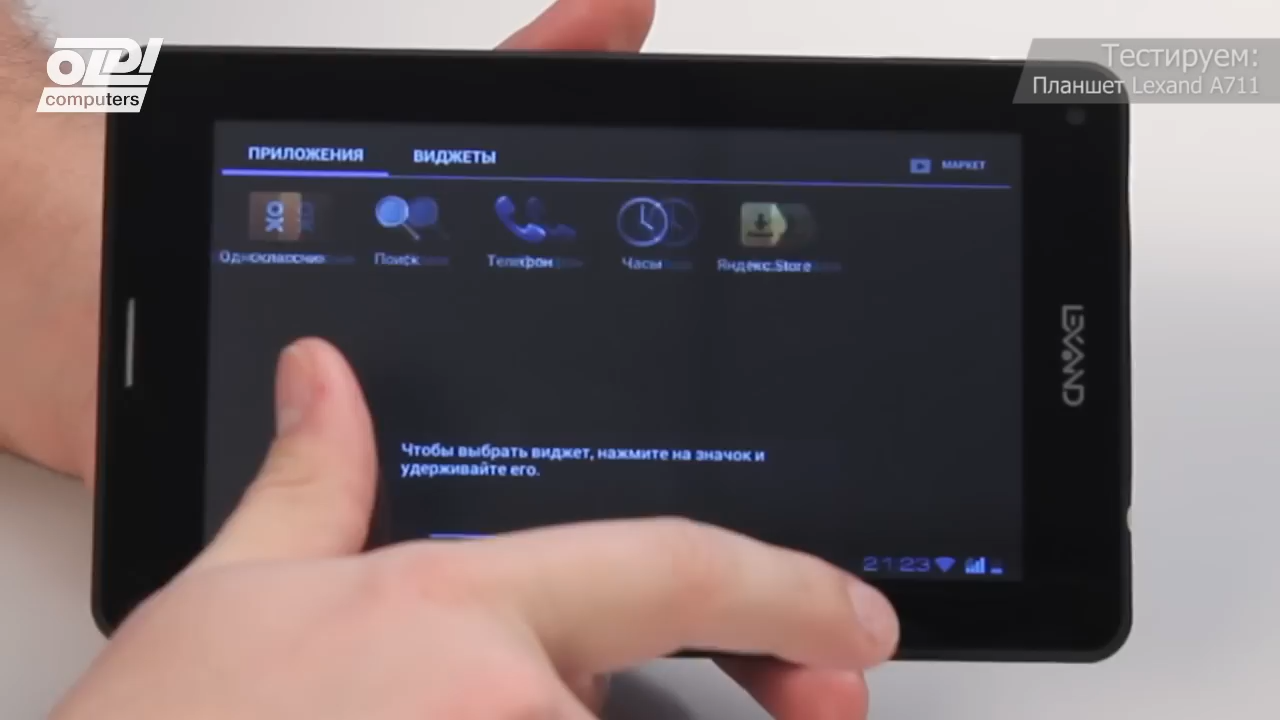 OLDI
computers
Тестируем:
Планшет Lexand A711
ПРИЛОЖЕНИЯ
ВИДЖЕТЫ
МАРКЕТ
Поиск
Телефон
Часы
Яндекс.Store
Чтобы выбрать виджет, нажмите на значок и
удерживайте его.
21:23
LEXAND